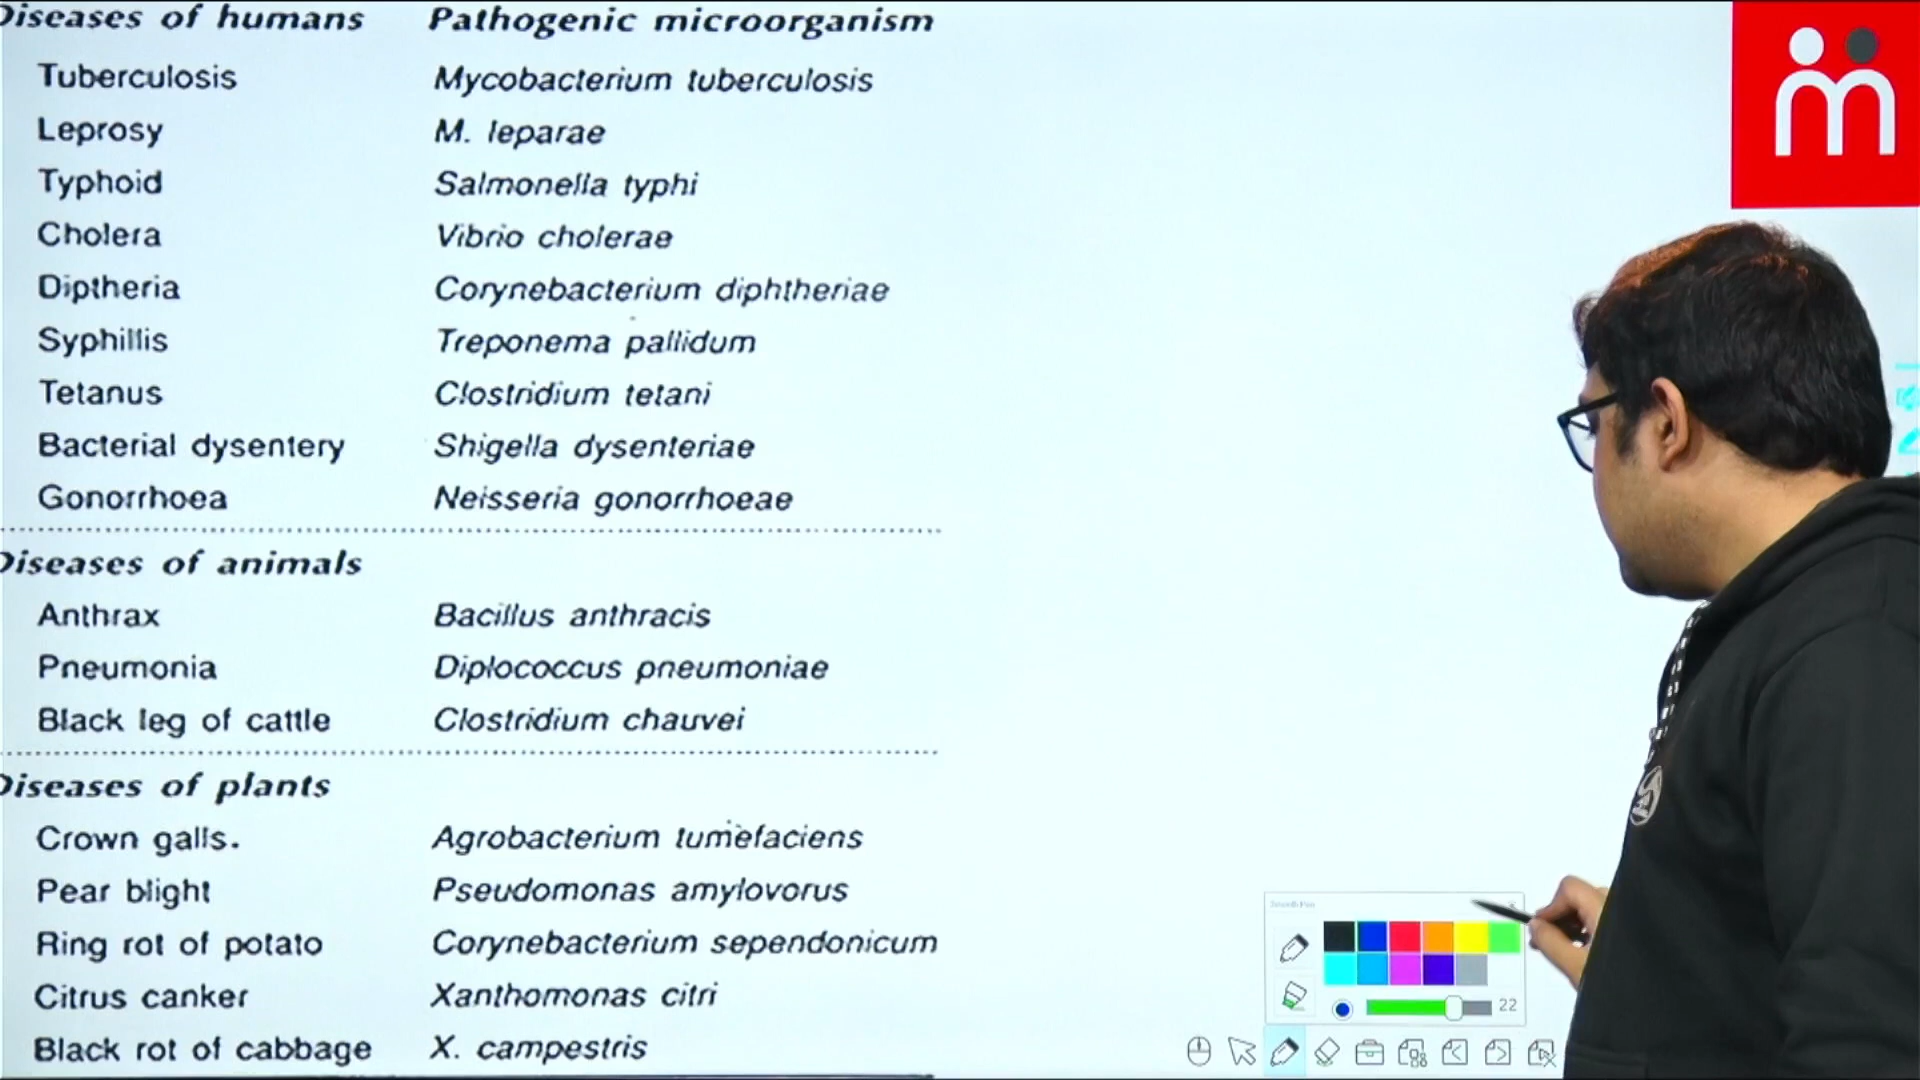 Diseases of humans Pathogenic microorganism
Tuberculosis Mycobacterium tuberculosis
Leprosy M. leparae
Typhoid Salmonella typhi
Cholera Vibrio cholerae
Diptheria Corynebacterium diphtheriae
Syphillis Treponema pallidum
Tetanus Clostridium tetani
Bacterial dysentery Shigella dysenteriae
Gonorrhoea Neisseria gonorrhoeae
Diseases of animals
Anthrax Bacillus anthracis
Pneumonia Diplococcus pneumoniae
Black leg of cattle Clostridium chauvei
Diseases of plants
Crown galls. Agrobacterium tumefaciens
Pear blight Pseudomonas amylovorus
Ring rot of potato Corynebacterium sependonicum
Citrus canker Xanthomonas citri
Black rot of cabbage X. campestris
22